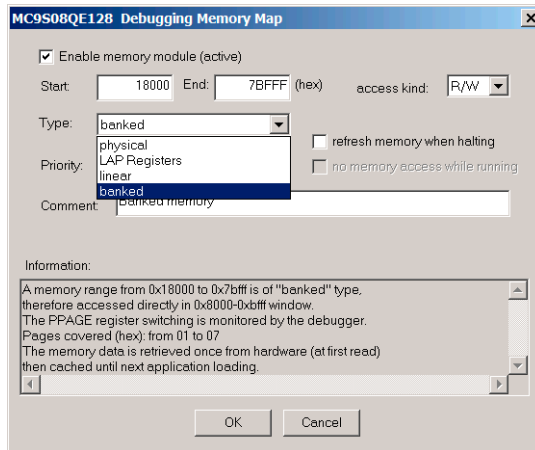 MC9S08QE128 Debugging Memory Map
Enable memory module (active)
Start: 18000 End: 7BFFF (hex) access kind: R/W
Type: banked
physical
LAP Registers
linear
banked
refresh memory when halting
Priority: no memory access while running
Comment: Banked memory
Information:
A memory range from 0x18000 to 0x7bfff is of "banked" type,
therefore accessed directly in 0x8000-0xbfff window.
The PPAGE register switching is monitored by the debugger.
Pages covered (hex): from 01 to 07
The memory data is retrieved once from hardware (at first read)
then cached until next application loading.
OK Cancel